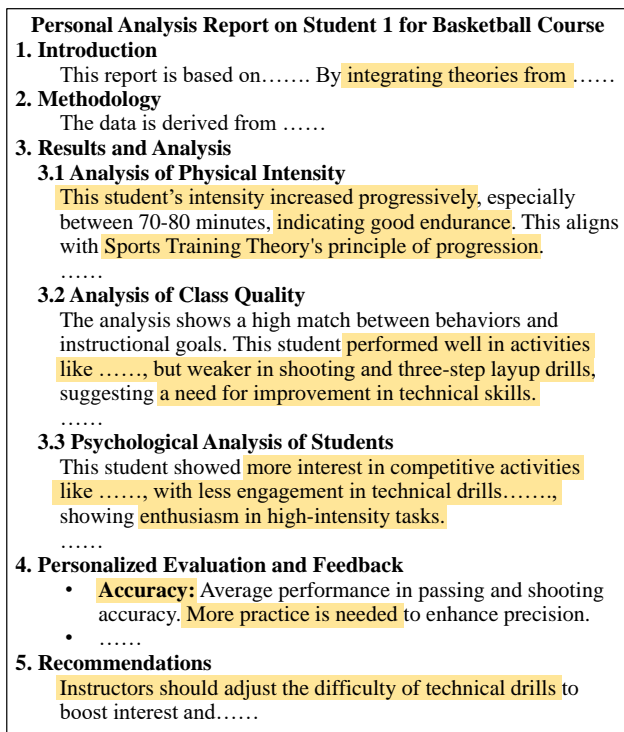 Personal Analysis Report on Student 1 for Basketball Course
1. Introduction
This report is based on……. By integrating theories from ……
2. Methodology
The data is derived from ……
3. Results and Analysis
3.1 Analysis of Physical Intensity
This student's intensity increased progressively, especially
between 70-80 minutes, indicating good endurance. This aligns
with Sports Training Theory's principle of progression.
……
3.2 Analysis of Class Quality
The analysis shows a high match between behaviors and
instructional goals. This student performed well in activities
like ……, but weaker in shooting and three-step layup drills,
suggesting a need for improvement in technical skills.
……
3.3 Psychological Analysis of Students
This student showed more interest in competitive activities
like ……, with less engagement in technical drills…….,
showing enthusiasm in high-intensity tasks.
……
4. Personalized Evaluation and Feedback
• Accuracy: Average performance in passing and shooting
accuracy. More practice is needed to enhance precision.
• ……
5. Recommendations
Instructors should adjust the difficulty of technical drills to
boost interest and……